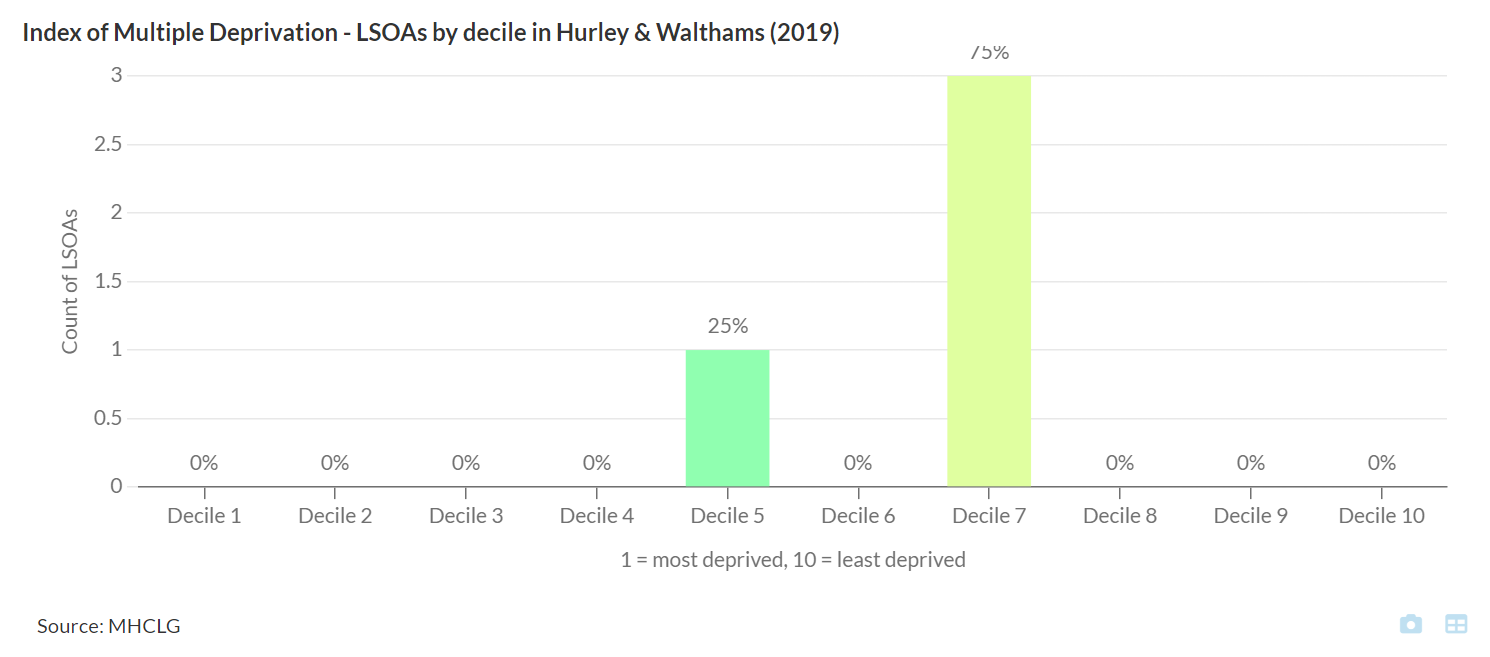 Index of Multiple Deprivation - LSOAs by decile in Hurley & Walthams (2019)
75%
3
2.5
2
1.5
1
0.5
0
Count of LSOAs
25%
0% 0% 0% 0% 0% 0% 0% 0%
Decile 1 Decile 2 Decile 3 Decile 4 Decile 5 Decile 6 Decile 7 Decile 8 Decile 9 Decile 10
1 = most deprived, 10 = least deprived
Source: MHCLG